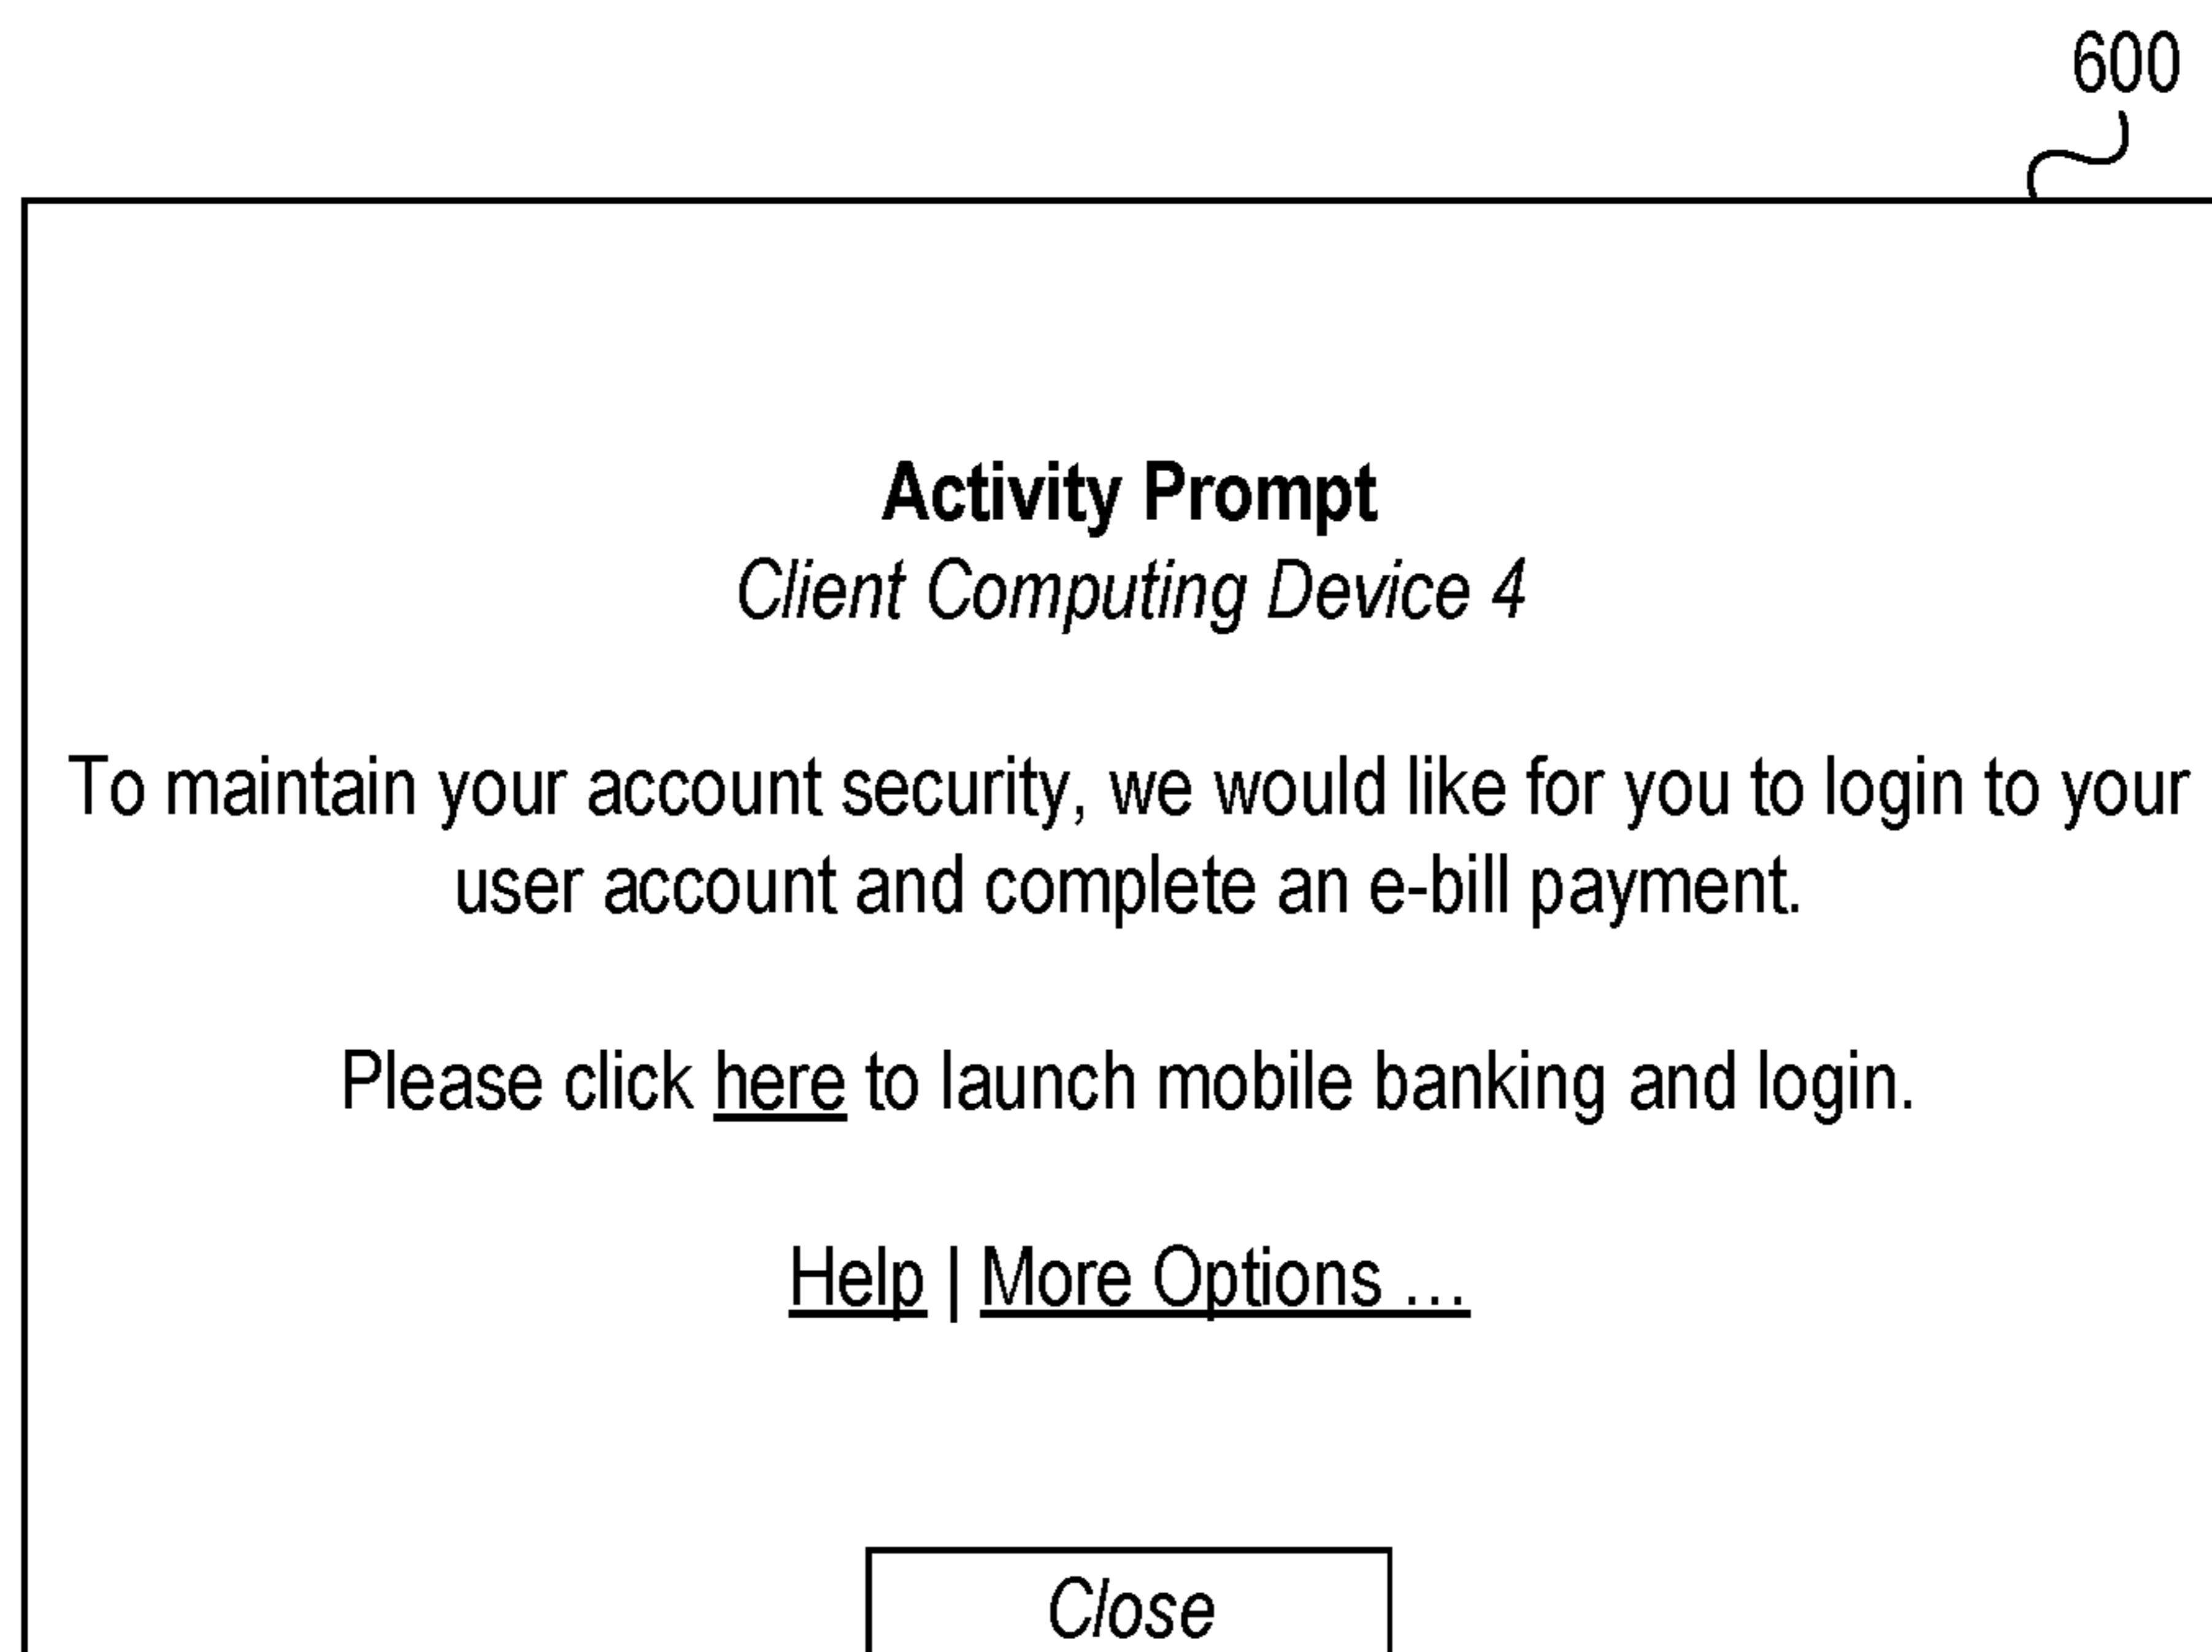 600
Activity Prompt
Client Computing Device 4
To maintain your account security, we would like for you to login to your
user account and complete an e-bill payment.
Please click here to launch mobile banking and login.
Help | More Options ...
Close